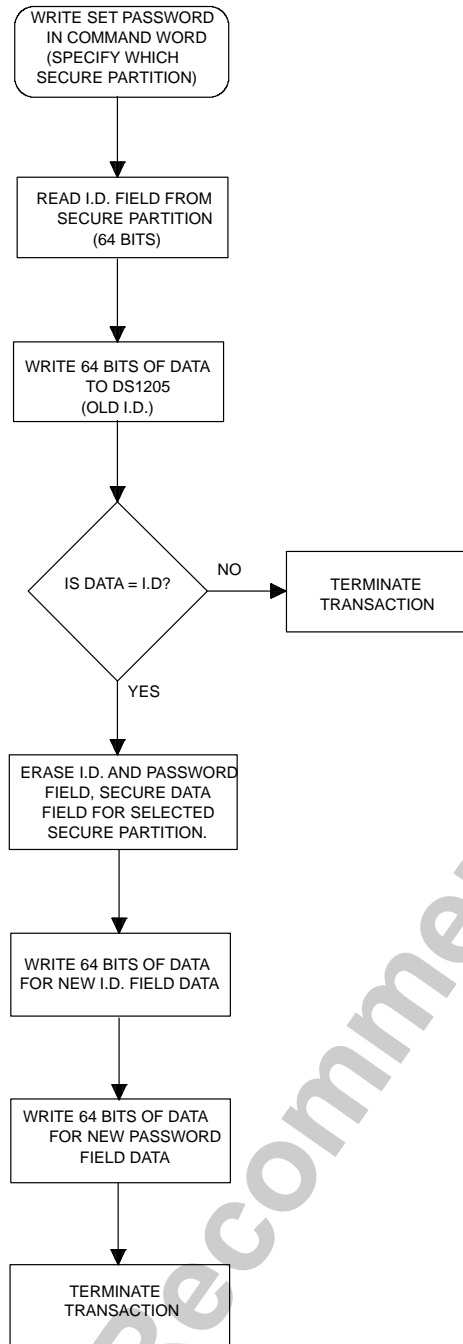 WRITE SET PASSWORD
IN COMMAND WORD
(SPECIFY WHICH
SECURE PARTITION)
READ I.D. FIELD FROM
SECURE PARTITION
(64 BITS)
WRITE 64 BITS OF DATA
TO DS1205
(OLD I.D.)
IS DATA = I.D?
NO
TERMINATE
TRANSACTION
YES
ERASE I.D. AND PASSWORD
FIELD, SECURE DATA
FIELD FOR SELECTED
SECURE PARTITION.
WRITE 64 BITS OF DATA
FOR NEW I.D. FIELD DATA
WRITE 64 BITS OF DATA
FOR NEW PASSWORD
FIELD DATA
TERMINATE
TRANSACTION